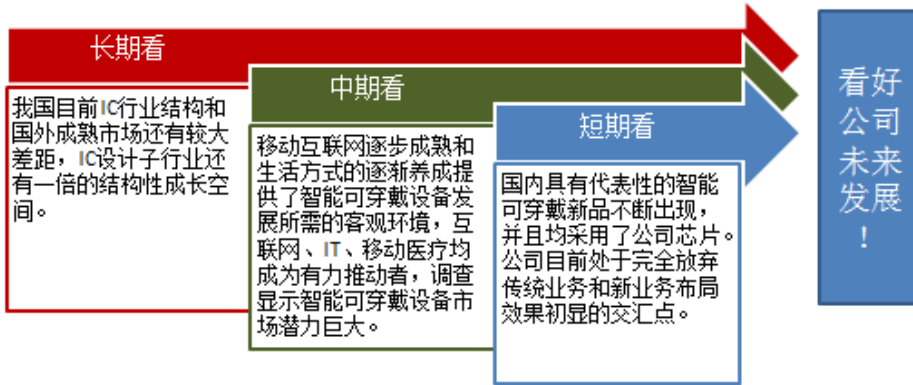 长期看
我国目前IC行业结构和
国外成熟市场还有较大
差距，IC设计子行业还
有一倍的结构性成长空
间。
中期看
移动互联网逐步成熟和
生活方式的逐渐养成提
供了智能可穿戴设备发
展所需的客观环境，互
联网、IT、移动医疗均
成为有力推动者，调查
显示智能可穿戴设备市
场潜力巨大。
短期看
国内具有代表性的智能
可穿戴新品不断出现，
并且均采用了公司芯片。
公司目前处于完全放弃
传统业务和新业务布局
效果初显的交汇点。
看好
公司
未来
发展
！